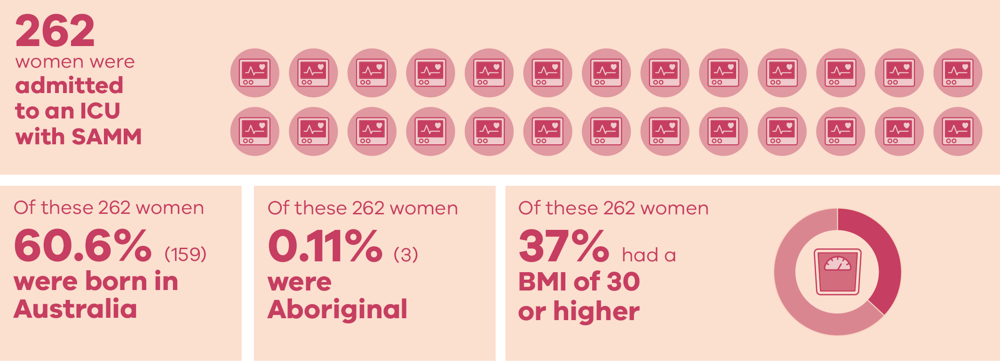 262
women were
admitted
to an ICU
with SAMM
Of these 262 women
60.6% (159)
were born in
Australia
Of these 262 women
0.11% (3)
were
Aboriginal
Of these 262 women
37% had a
BMI of 30
or higher